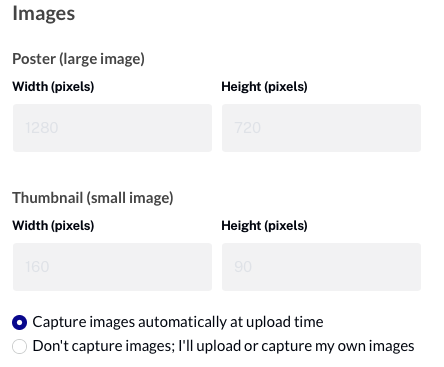 Images
Poster (large image)
Width (pixels) Height (pixels)
1280 720
Thumbnail (small image)
Width (pixels) Height (pixels)
160 90
Capture images automatically at upload time
Don't capture images; I'll upload or capture my own images